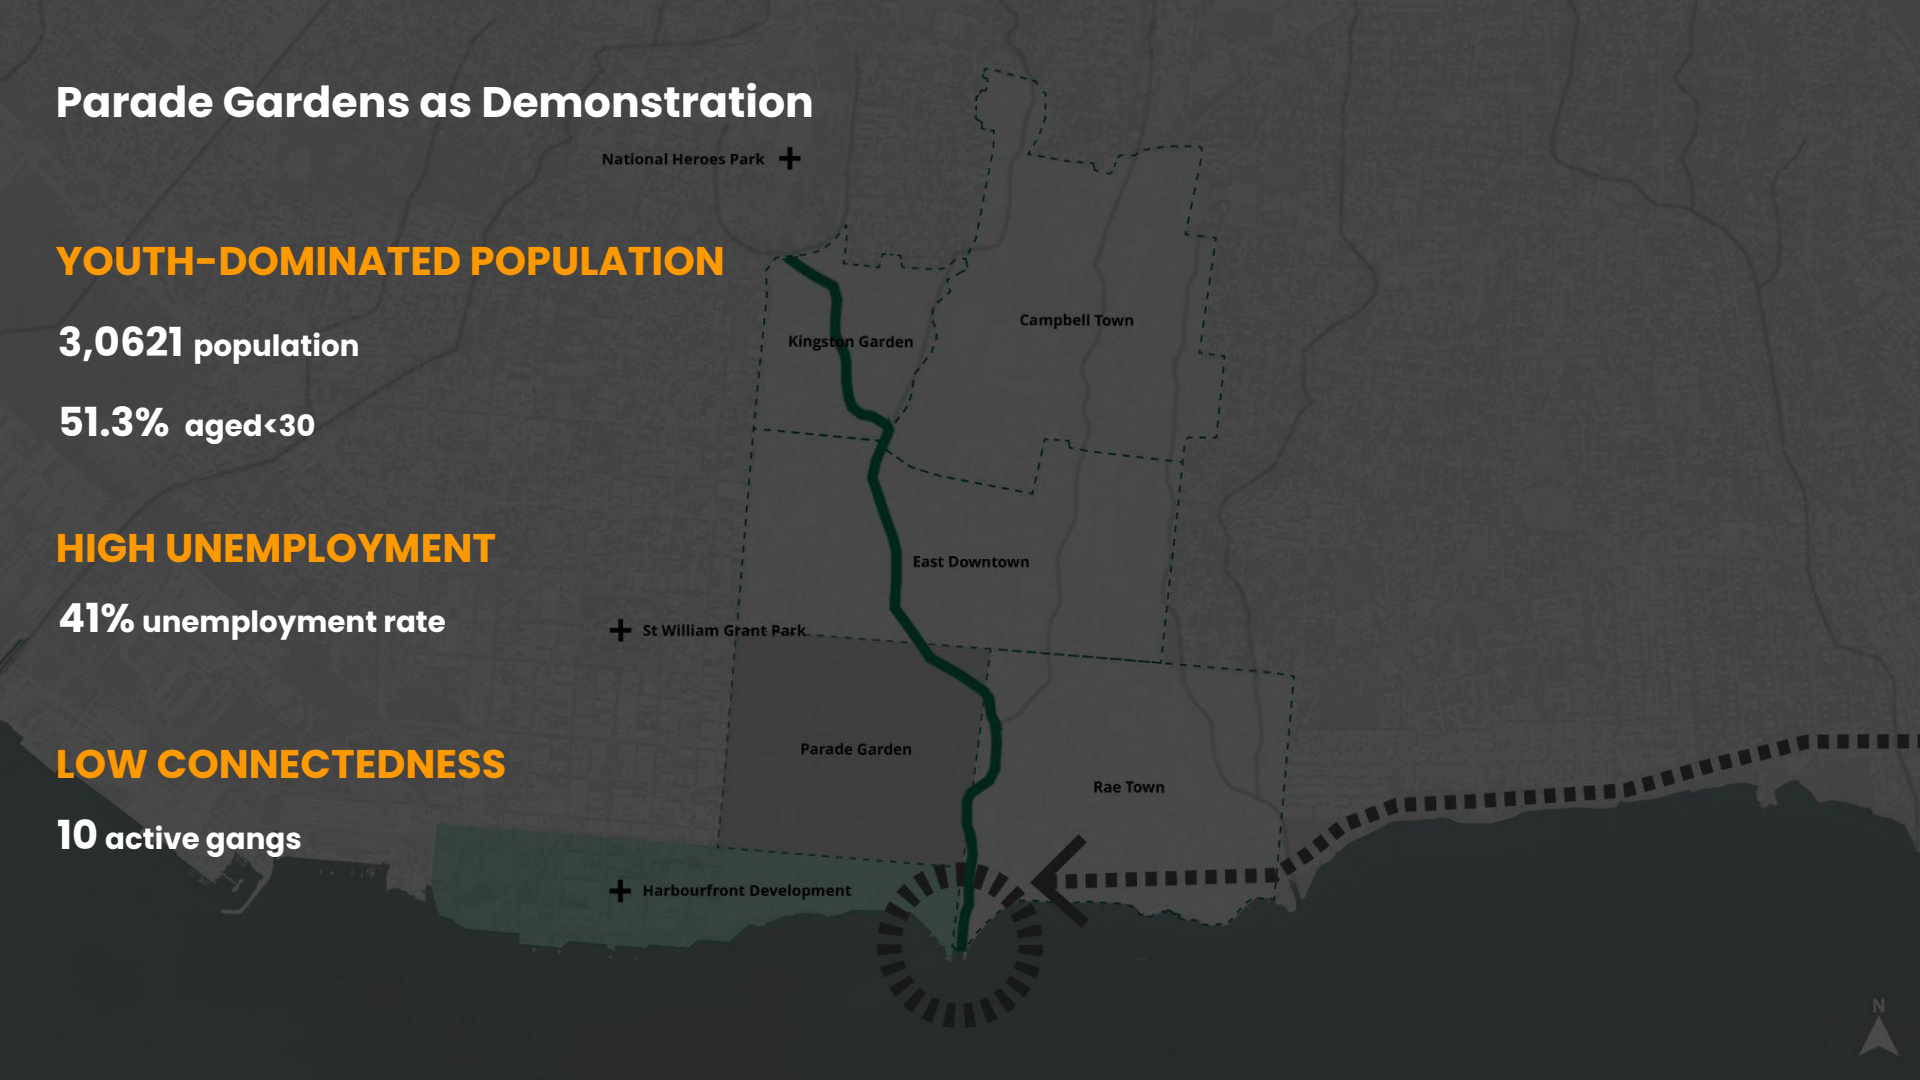 Parade Gardens as Demonstration
National Heroes Park
YOUTH-DOMINATED POPULATION
3,0621 population
51.3% aged<30
HIGH UNEMPLOYMENT
41% unemployment rate
LOW CONNECTEDNESS
10 active gangs
Campbell Town
Kingston Garden
East Downtown
St William Grant Park
Parade Garden
Rae Town
Harbourfront Development
N